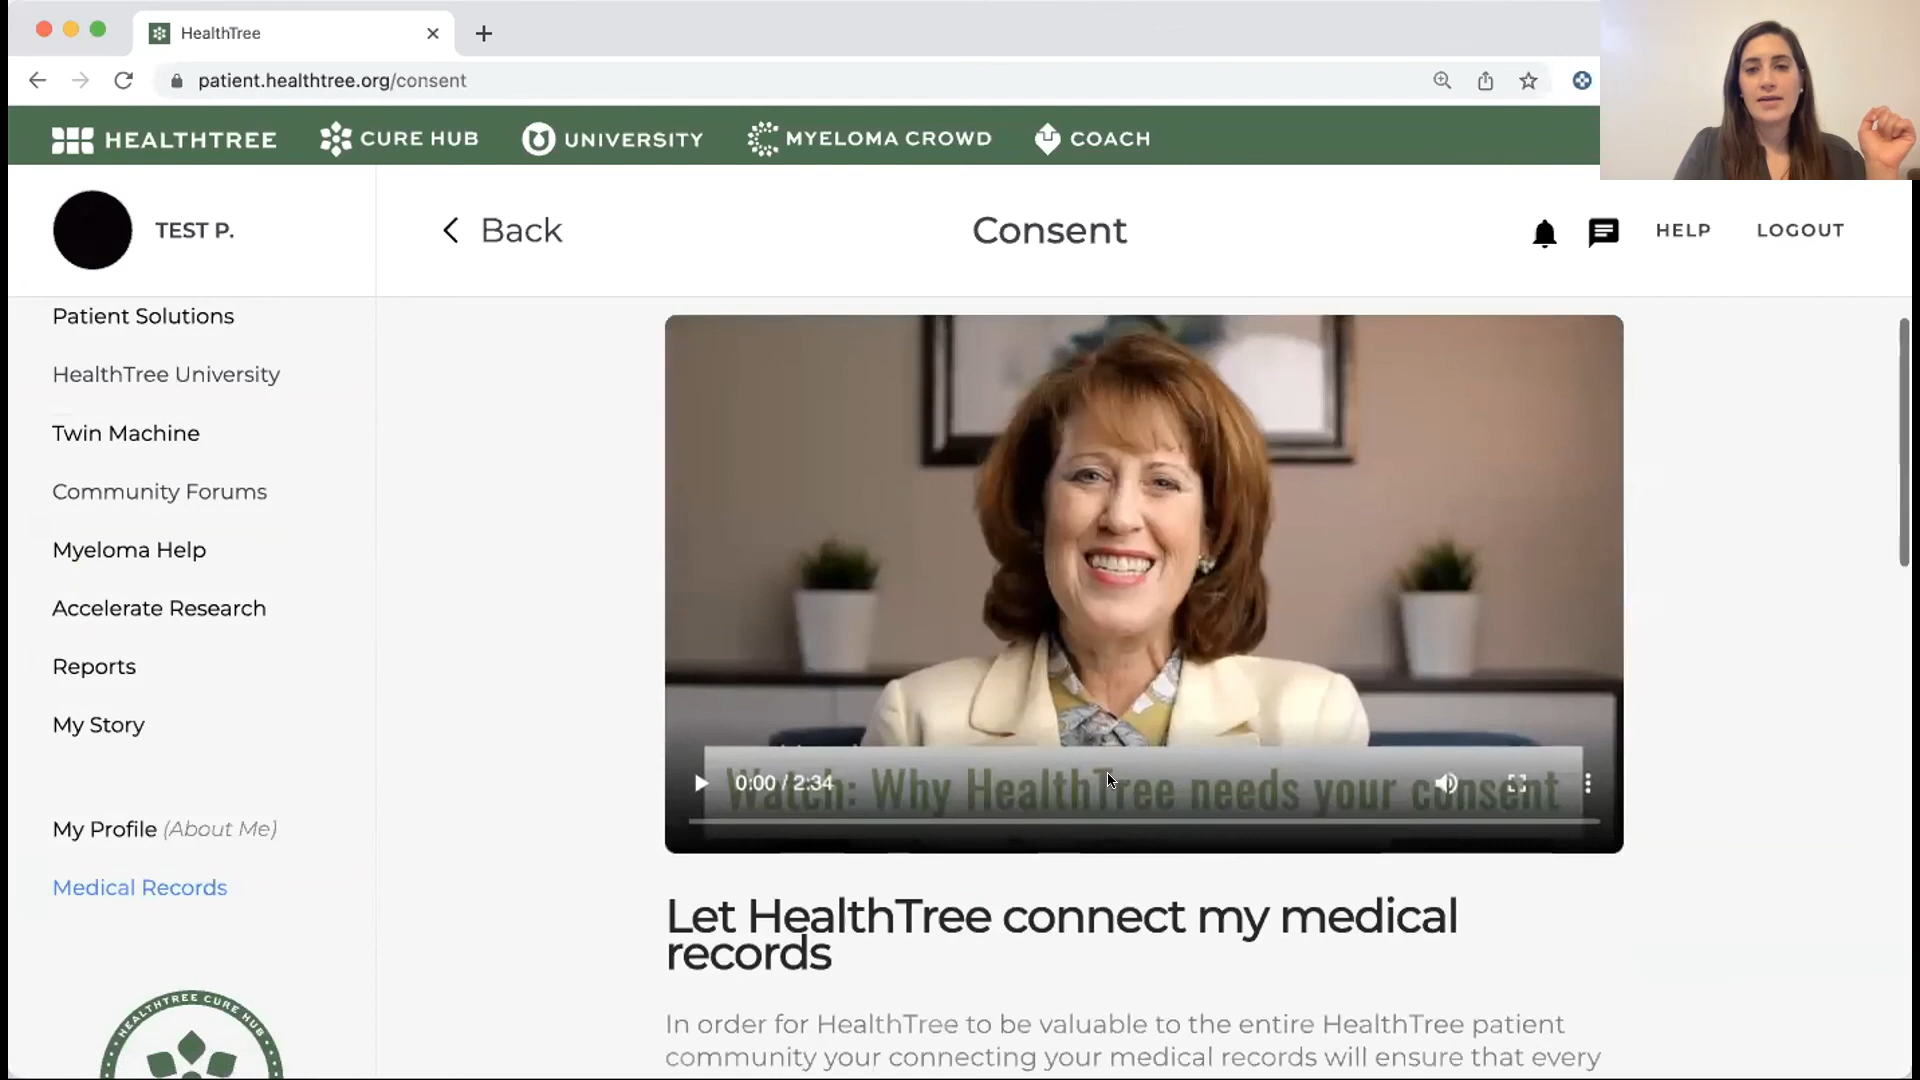 HealthTree
patient.healthtree.org/consent
HEALTHTREE
CURE HUB
UNIVERSITY
MYELOMA CROWD
COACH
TEST P.
Back
Consent
HELP
LOGOUT
Patient Solutions
HealthTree University
Twin Machine
Community Forums
Myeloma Help
Accelerate Research
Reports
My Story
My Profile (About Me)
Medical Records
HEALTHTREE CURE HUB
Watch: Why HealthTree needs your consent
0:00 / 2:34
Let HealthTree connect my medical
records
In order for HealthTree to be valuable to the entire HealthTree patient
community your connecting your medical records will ensure that every